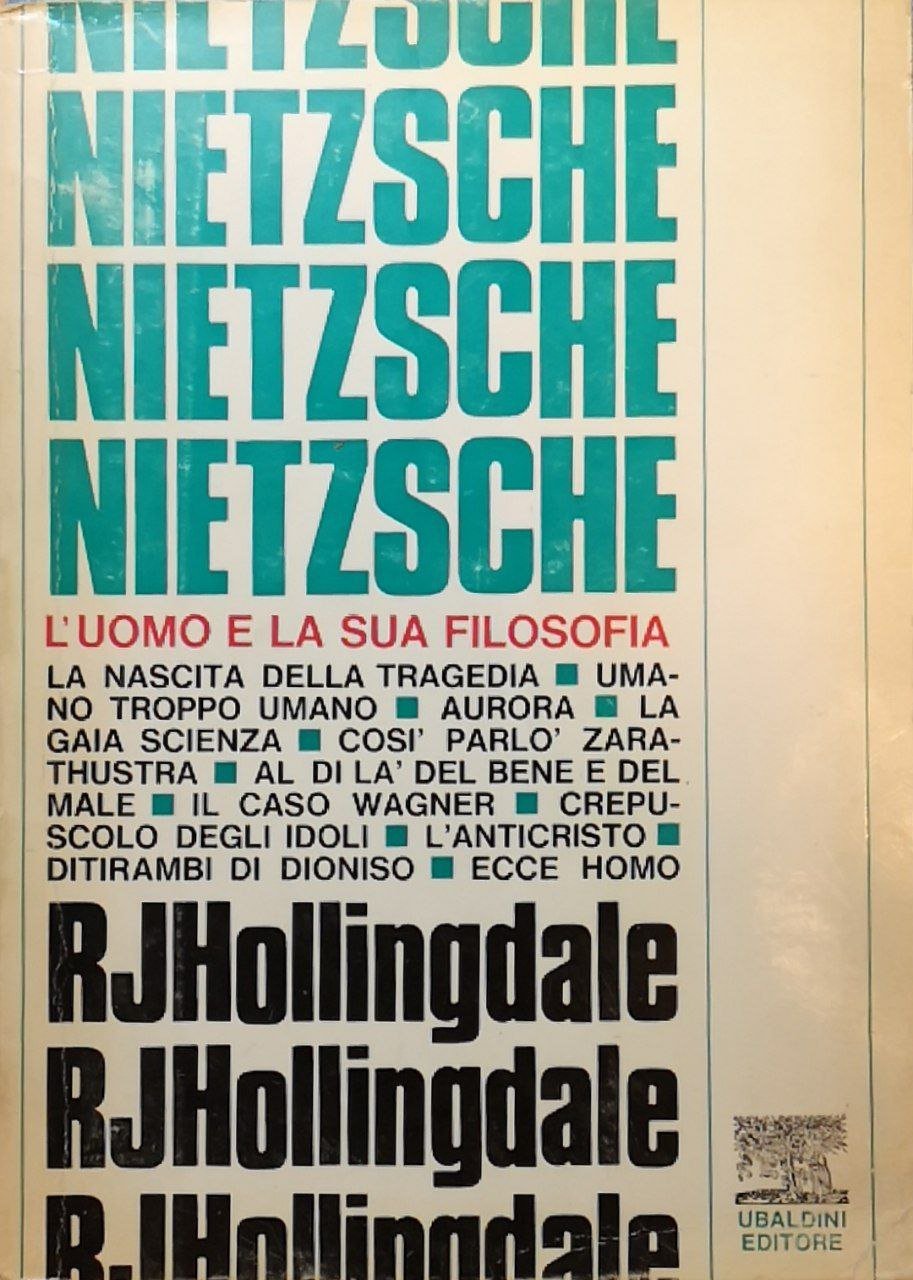 NIETZSCHE
NIETZSCHE
NIETZSCHE
NIETZSCHE
L'UOMO E LA SUA FILOSOFIA
LA NASCITA DELLA TRAGEDIA ■ UMA-
NO TROPPO UMANO ■ AURORA ■ LA
GAIA SCIENZA ■ COSI' PARLO' ZARA-
THUSTRA ■ AL DI LA' DEL BENE E DEL
MALE ■ IL CASO WAGNER ■ CREPU-
SCOLO DEGLI IDOLI ■ L'ANTICRISTO ■
DITIRAMBI DI DIONISO ■ ECCE HOMO
RJHollingdale
RJHollingdale
RJHollingdale
UBALDINI
EDITORE